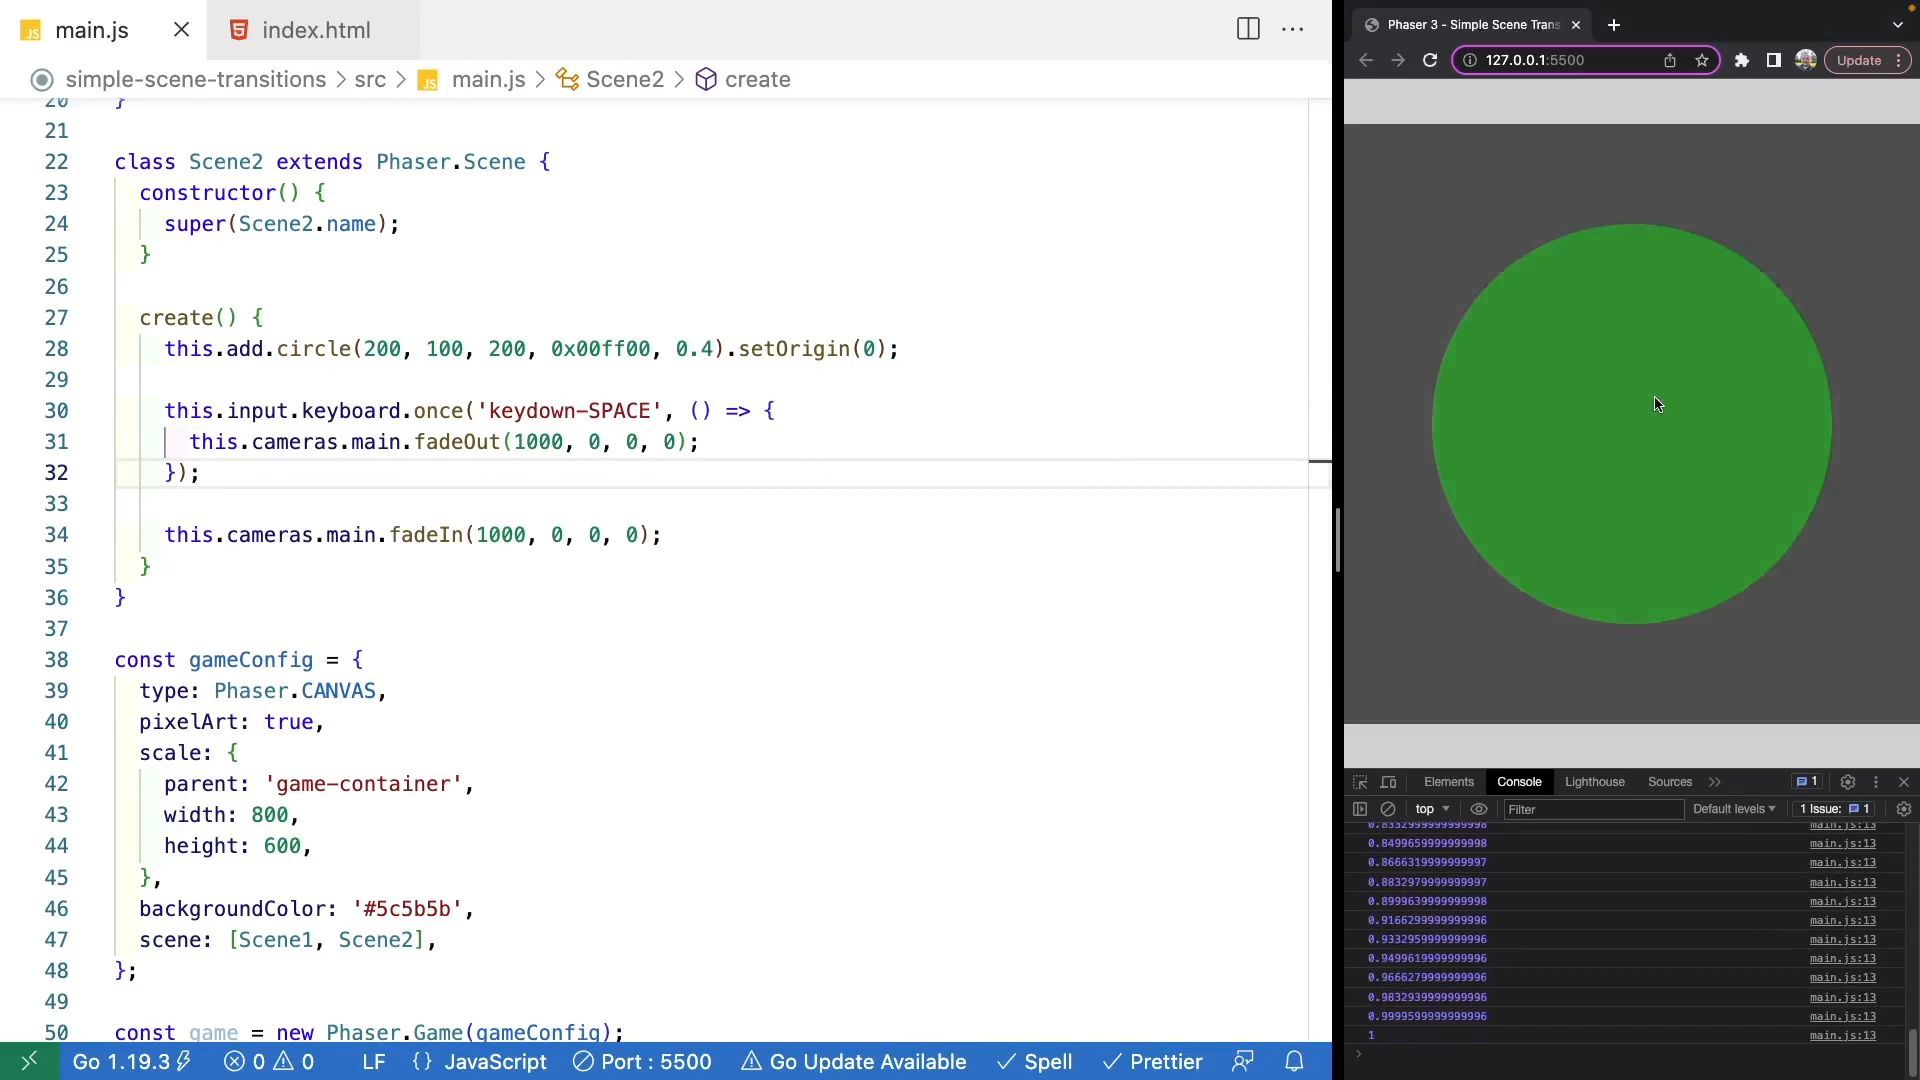 main.js
index.html
simple-scene-transitions > src > main.js > Scene2 > create
20 }
21
22 class Scene2 extends Phaser.Scene {
23 constructor() {
24 super(Scene2.name);
25 }
26
27 create() {
28 this.add.circle(200, 100, 200, 0x00ff00, 0.4).setOrigin(0);
29
30 this.input.keyboard.once('keydown-SPACE', () => {
31 this.cameras.main.fadeOut(1000, 0, 0, 0);
32 });
33
34 this.cameras.main.fadeIn(1000, 0, 0, 0);
35 }
36 }
37
38 const gameConfig = {
39 type: Phaser.CANVAS,
40 pixelArt: true,
41 scale: {
42 parent: 'game-container',
43 width: 800,
44 height: 600,
45 },
46 backgroundColor: '#5c5b5b',
47 scene: [Scene1, Scene2],
48 };
49
50 const game = new Phaser.Game(gameConfig);
Go 1.19.3 0 0 LF {} JavaScript Port : 5500 Go Update Available Spell Prettier
Phaser 3 - Simple Scene Trans
127.0.0.1:5500
Update
Elements Console Lighthouse Sources 1
top Filter Default levels 1 Issue: 1
0.8332999999999998 main.js:13
0.8499659999999998 main.js:13
0.8666319999999997 main.js:13
0.8832979999999997 main.js:13
0.8999639999999998 main.js:13
0.9166299999999996 main.js:13
0.9332959999999996 main.js:13
0.9499619999999996 main.js:13
0.9666279999999996 main.js:13
0.9832939999999996 main.js:13
0.9999599999999996 main.js:13
1 main.js:13